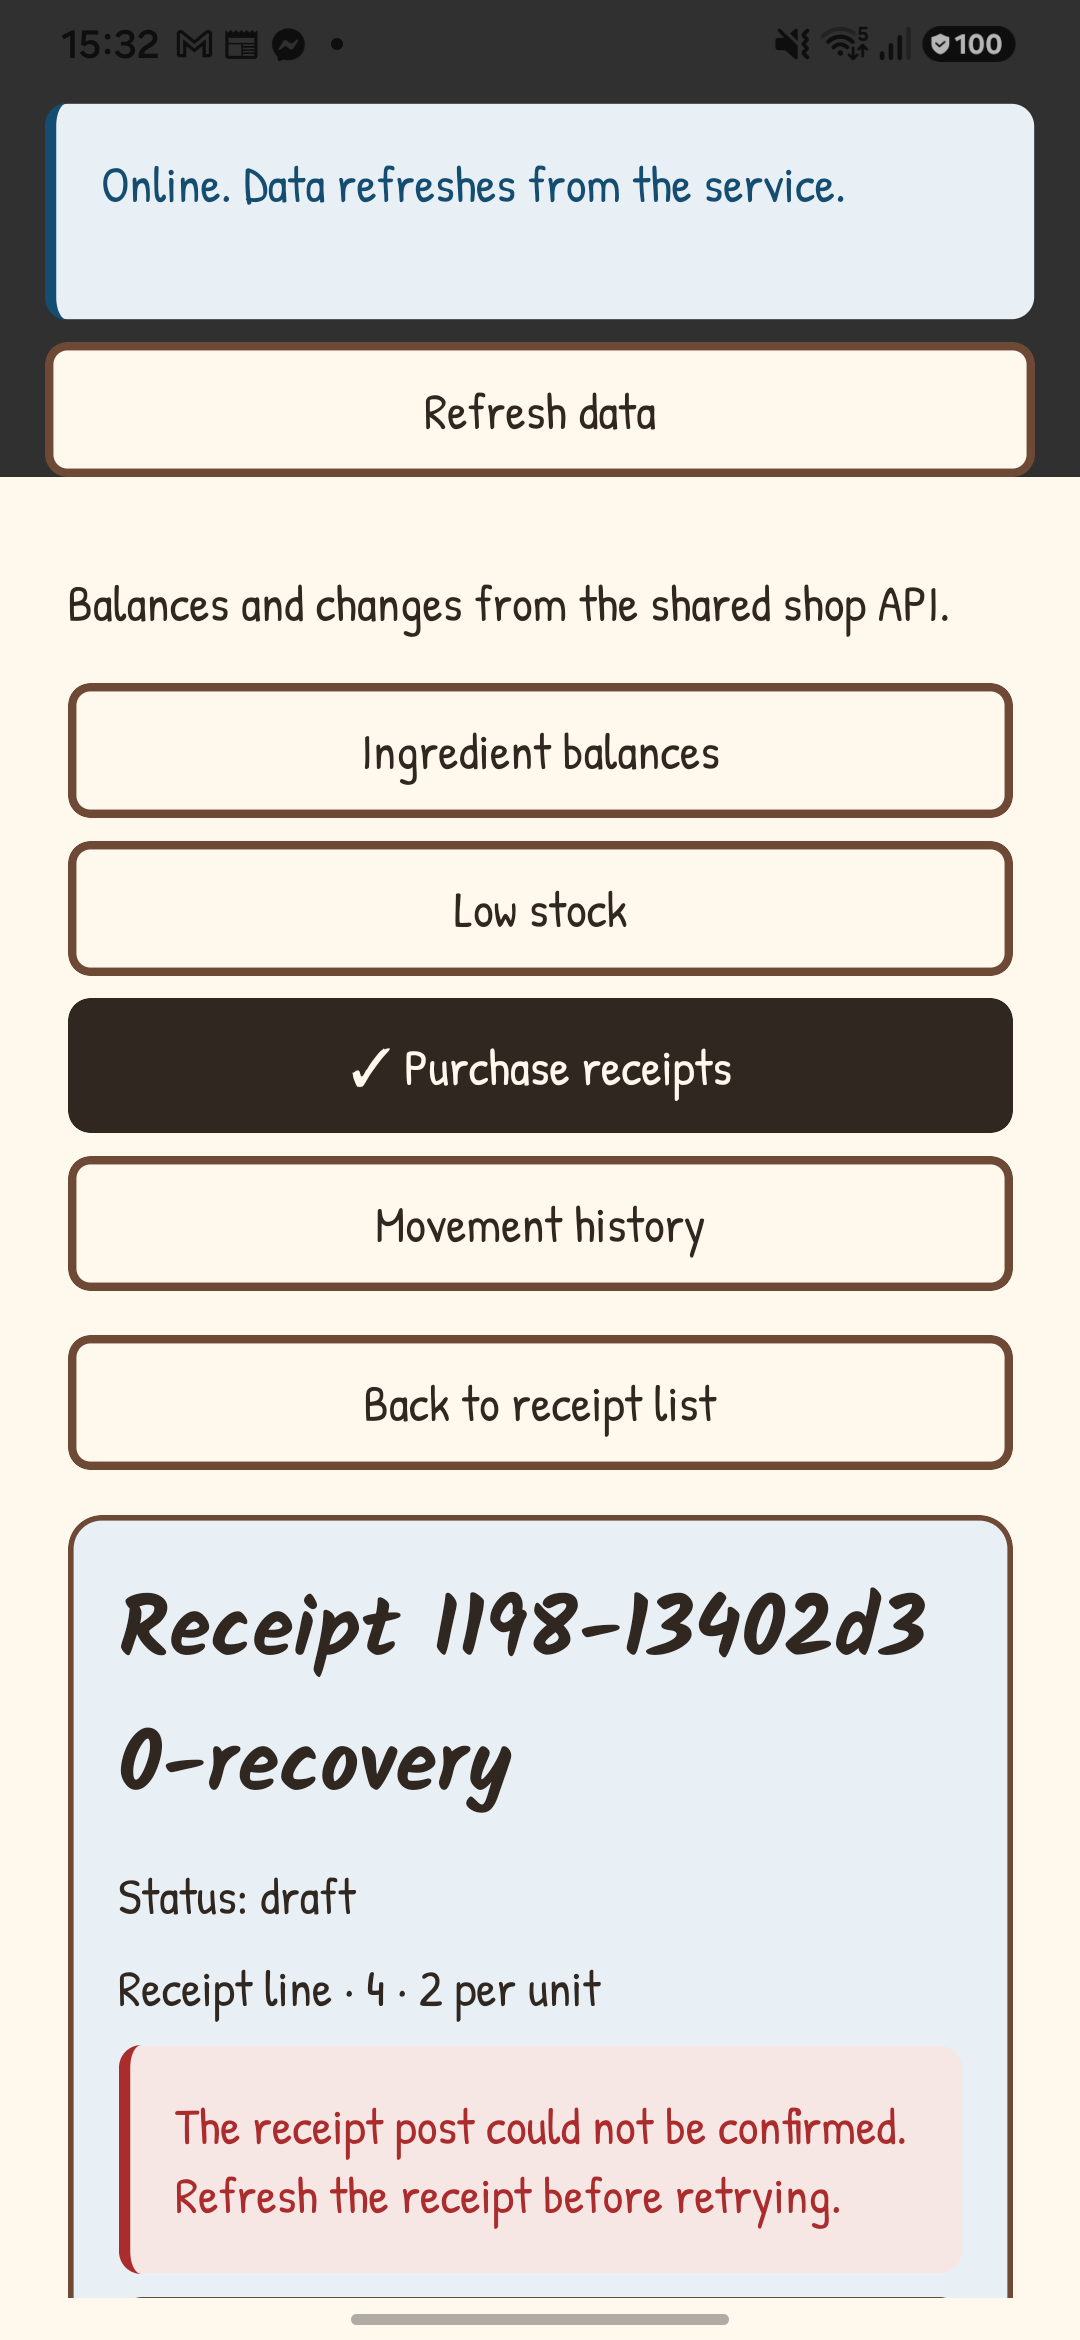 15:32
5
100
Online. Data refreshes from the service.
Refresh data
Balances and changes from the shared shop API.
Ingredient balances
Low stock
✓ Purchase receipts
Movement history
Back to receipt list
Receipt 1198-13402d3
0-recovery
Status: draft
Receipt line · 4 · 2 per unit
The receipt post could not be confirmed.
Refresh the receipt before retrying.